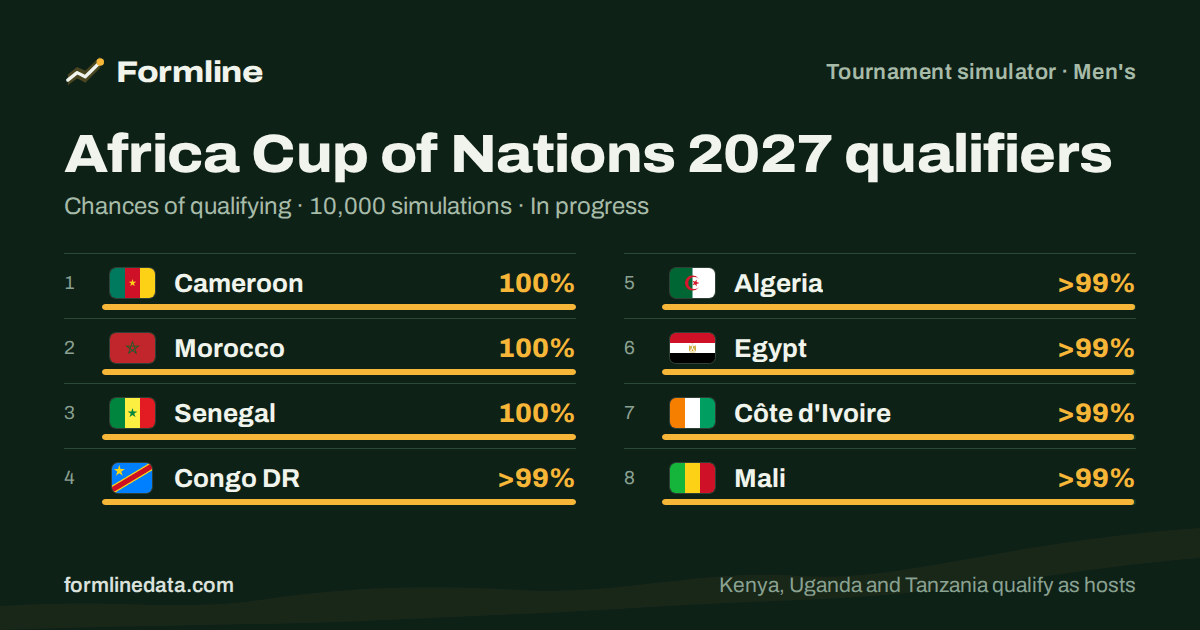 Formline
Tournament simulator · Men's
Africa Cup of Nations 2027 qualifiers
Chances of qualifying · 10,000 simulations · In progress
1 Cameroon 100%
2 Morocco 100%
3 Senegal 100%
4 Congo DR >99%
5 Algeria >99%
6 Egypt >99%
7 Côte d'Ivoire >99%
8 Mali >99%
formlinedata.com
Kenya, Uganda and Tanzania qualify as hosts